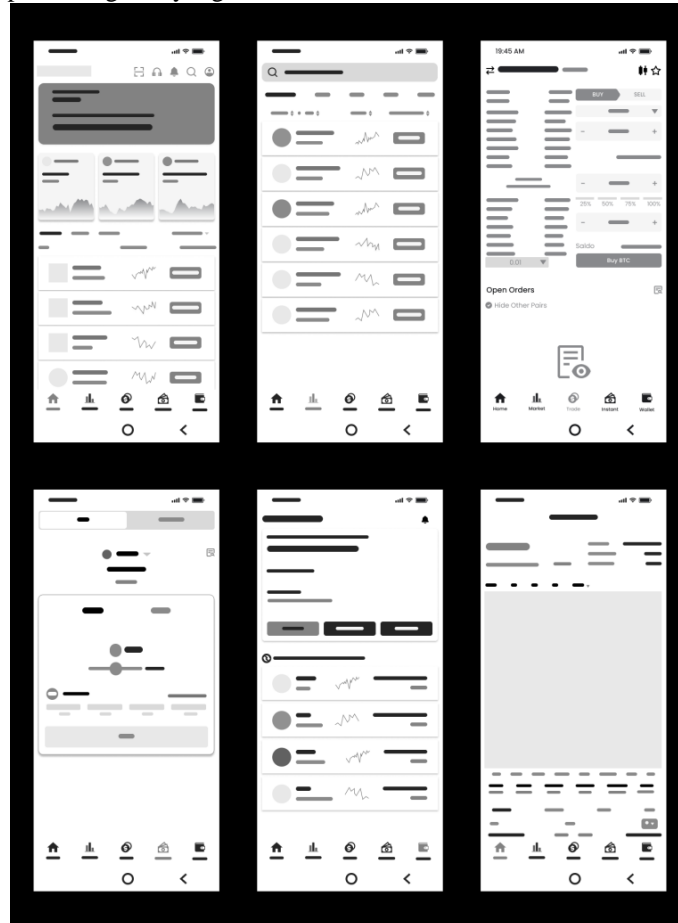 19:45 AM
BUY SELL
25% 50% 75% 100%
Saldo
0.01 Buy BTC
Open Orders
Hide Other Pairs
Home Market Trade Instant Wallet